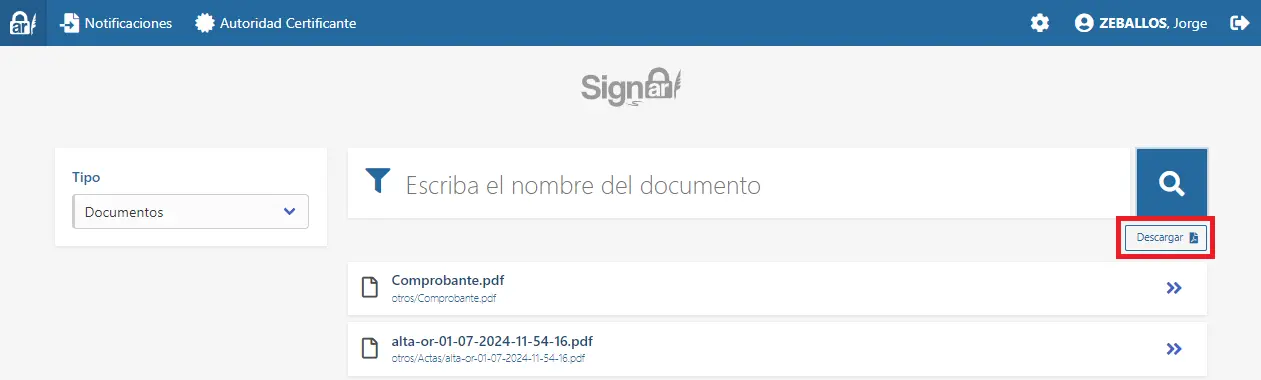 ar Notificaciones Autoridad Certificante ZEBALLOS, Jorge
Signar
Tipo
Documentos
Escriba el nombre del documento
Descargar
Comprobante.pdf
otros/Comprobante.pdf
alta-or-01-07-2024-11-54-16.pdf
otros/Actas/alta-or-01-07-2024-11-54-16.pdf